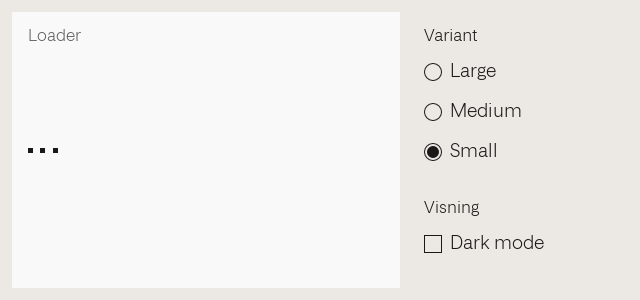 Loader
Variant
Large
Medium
Small
Visning
Dark mode